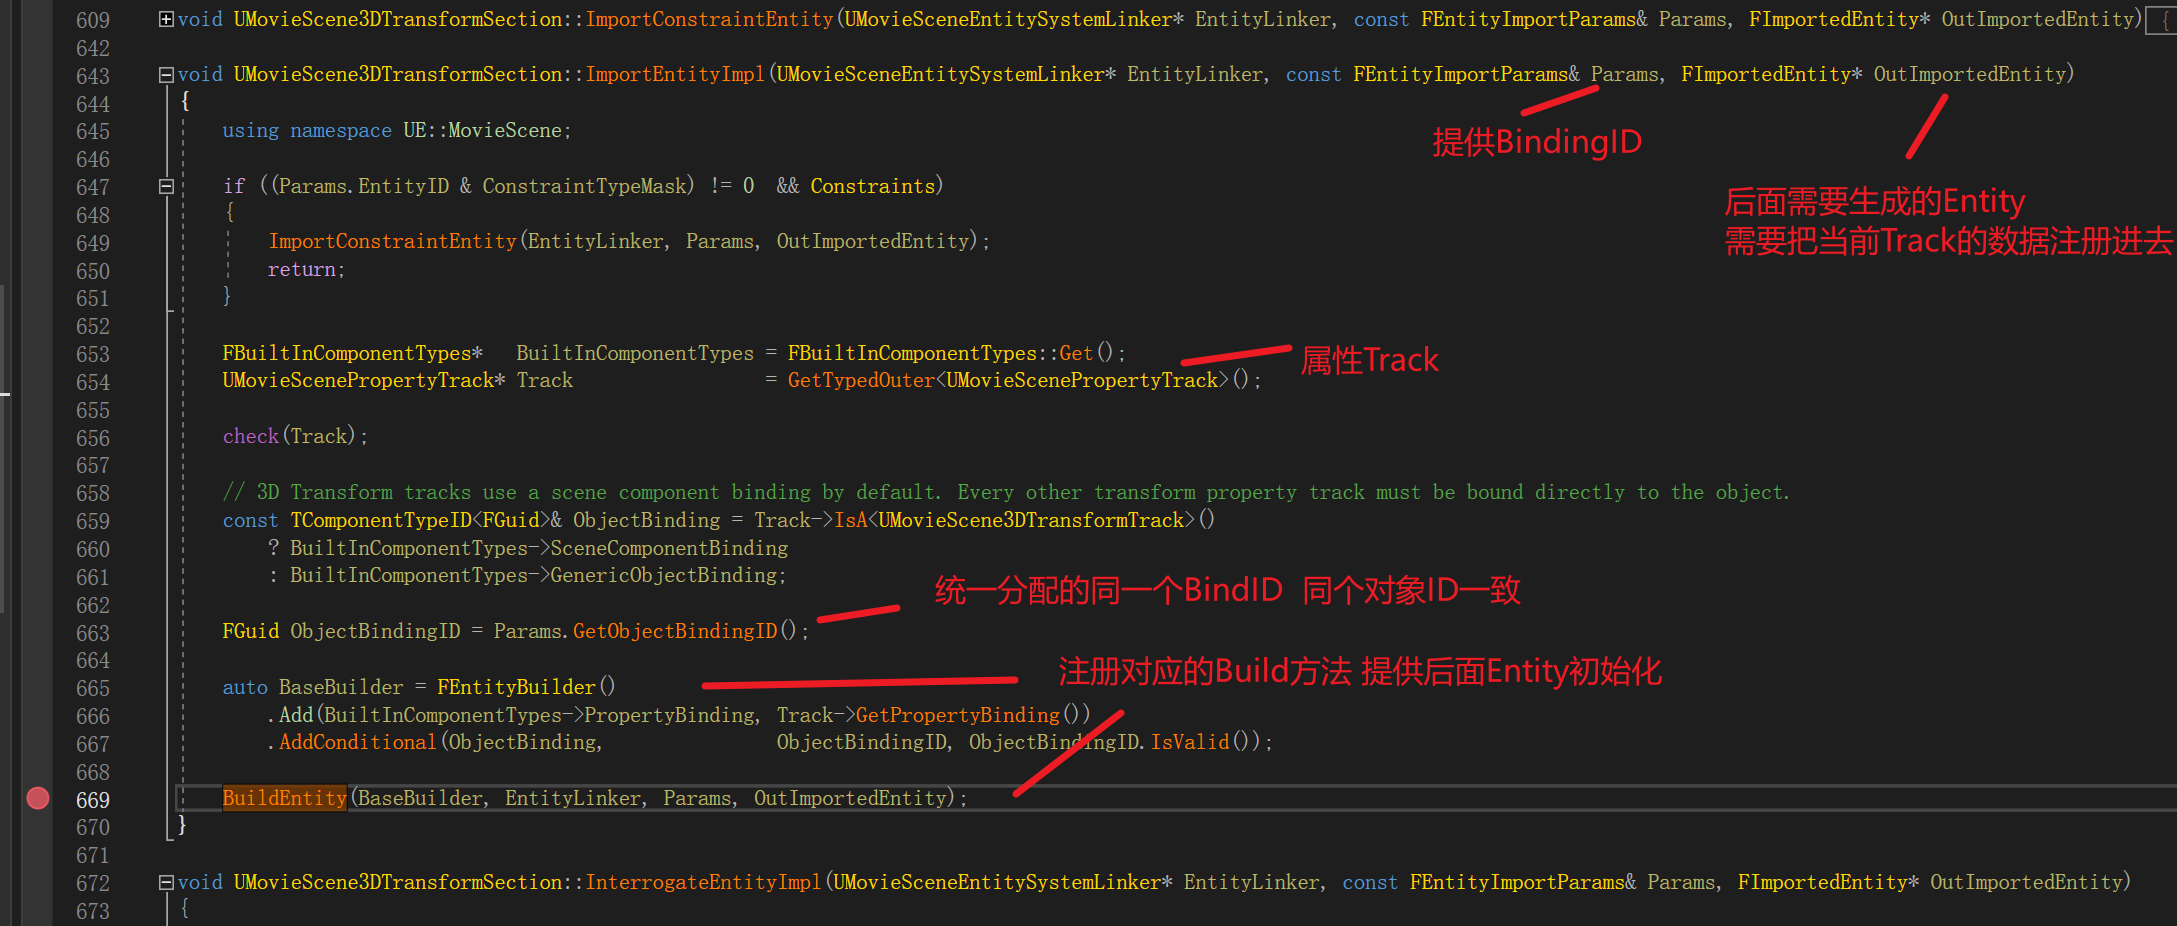 609 void UMovieScene3DTransformSection::ImportConstraintEntity(UMovieSceneEntitySystemLinker* EntityLinker, const FEntityImportParams& Params, FImportedEntity* OutImportedEntity) {
642
643 void UMovieScene3DTransformSection::ImportEntityImpl(UMovieSceneEntitySystemLinker* EntityLinker, const FEntityImportParams& Params, FImportedEntity* OutImportedEntity)
644 {
645 using namespace UE::MovieScene;
提供BindingID
646
647 if ((Params.EntityID & ConstraintTypeMask) != 0 && Constraints)
后面需要生成的Entity
648 {
需要把当前Track的数据注册进去
649 ImportConstraintEntity(EntityLinker, Params, OutImportedEntity);
650 return;
651 }
652
653 FBuiltInComponentTypes* BuiltInComponentTypes = FBuiltInComponentTypes::Get();
属性Track
654 UMovieScenePropertyTrack* Track = GetTypedOuter<UMovieScenePropertyTrack>();
655
656 check(Track);
657
658 // 3D Transform tracks use a scene component binding by default. Every other transform property track must be bound directly to the object.
659 const TComponentTypeID<FGuid>& ObjectBinding = Track->IsA<UMovieScene3DTransformTrack>()
660 ? BuiltInComponentTypes->SceneComponentBinding
661 : BuiltInComponentTypes->GenericObjectBinding;
统一分配的同一个BindID 同个对象ID一致
662
663 FGuid ObjectBindingID = Params.GetObjectBindingID();
664
注册对应的Build方法 提供后面Entity初始化
665 auto BaseBuilder = FEntityBuilder()
666 .Add(BuiltInComponentTypes->PropertyBinding, Track->GetPropertyBinding())
667 .AddConditional(ObjectBinding, ObjectBindingID, ObjectBindingID.IsValid());
668
669 BuildEntity(BaseBuilder, EntityLinker, Params, OutImportedEntity);
670 }
671
672 void UMovieScene3DTransformSection::InterrogateEntityImpl(UMovieSceneEntitySystemLinker* EntityLinker, const FEntityImportParams& Params, FImportedEntity* OutImportedEntity)
673 {